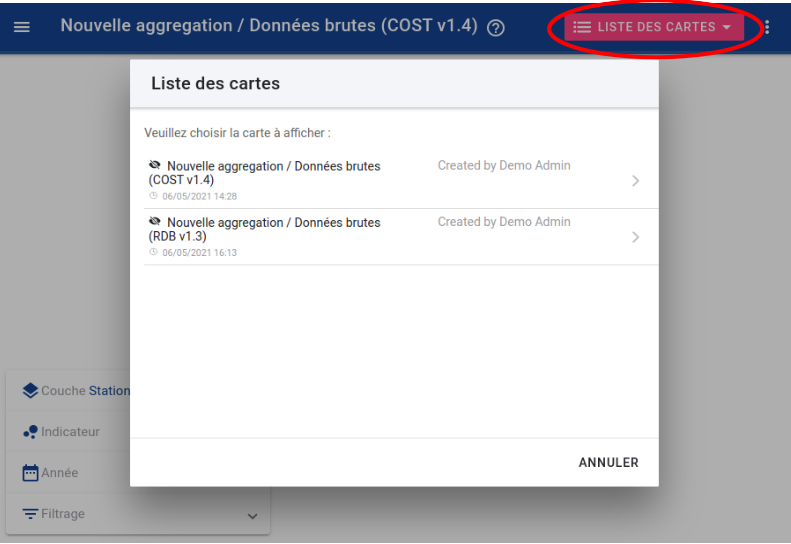 Nouvelle aggregation / Données brutes (COST v1.4)
LISTE DES CARTES
Liste des cartes
Veuillez choisir la carte à afficher :
Nouvelle aggregation / Données brutes
(COST v1.4)
Created by Demo Admin
06/05/2021 14:28
Nouvelle aggregation / Données brutes
(RDB v1.3)
Created by Demo Admin
06/05/2021 16:13
Couche Station
Indicateur
Année
Filtrage
ANNULER